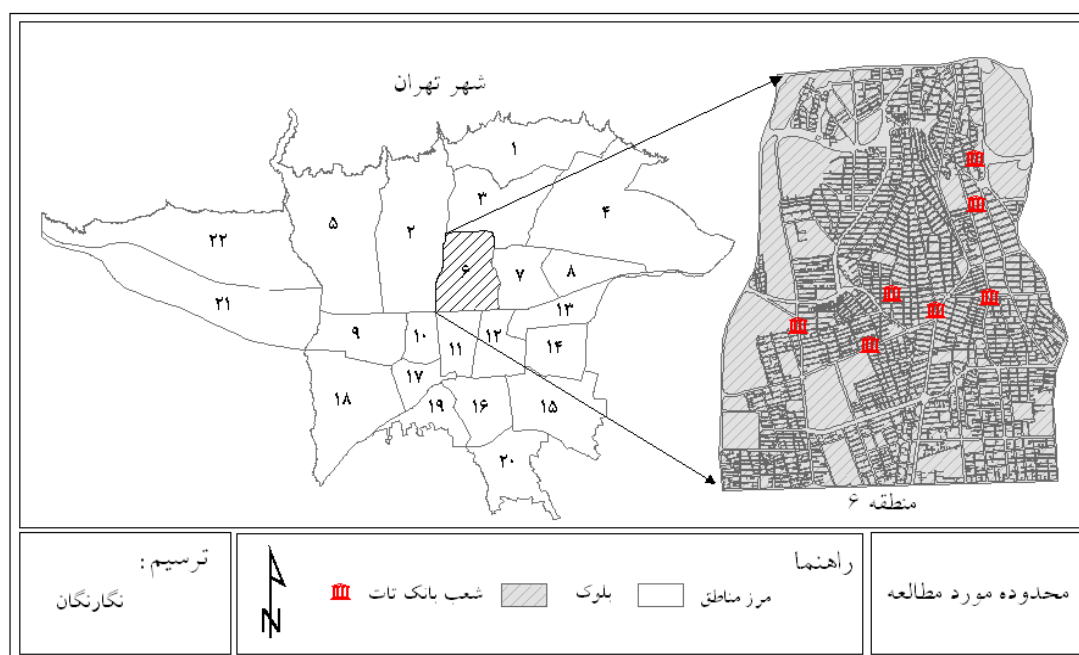 شهر تهران
۱
۳
۴
۵
۲
۲۲
۶
۷
۸
۲۱
۱۳
۹
۱۰
۱۱
۱۲
۱۴
۱۷
۱۸
۱۹
۱۶
۱۵
۲۰
منطقه ۶
محدوده مورد مطالعه
راهنما
مرز مناطق
بلوک
شعب بانک تات
N
ترسیم:
نگارنگان